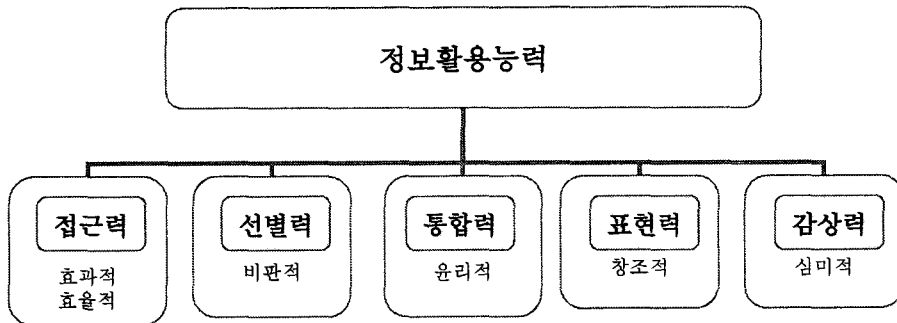 정보활용능력
접근력
효과적
효율적
선별력
비판적
통합력
윤리적
표현력
창조적
감상력
심미적